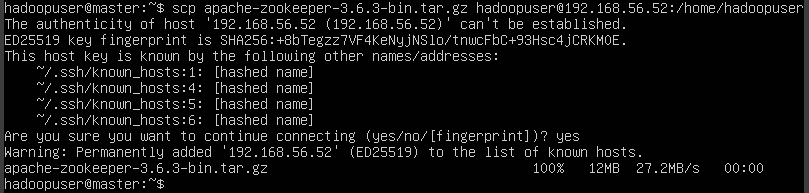 hadoopuser@master:~$ scp apache-zookeeper-3.6.3-bin.tar.gz hadoopuser@192.168.56.52:/home/hadoopuser
The authenticity of host '192.168.56.52 (192.168.56.52)' can't be established.
ED25519 key fingerprint is SHA256:+8bTegzz7VF4KeNyjNSlo/tnwcFbC+93Hsc4jCRKM0E.
This host key is known by the following other names/addresses:
    ~/.ssh/known_hosts:1: [hashed name]
    ~/.ssh/known_hosts:4: [hashed name]
    ~/.ssh/known_hosts:5: [hashed name]
    ~/.ssh/known_hosts:6: [hashed name]
Are you sure you want to continue connecting (yes/no/[fingerprint])? yes
Warning: Permanently added '192.168.56.52' (ED25519) to the list of known hosts.
apache-zookeeper-3.6.3-bin.tar.gz                             100%   12MB  27.2MB/s   00:00
hadoopuser@master:~$